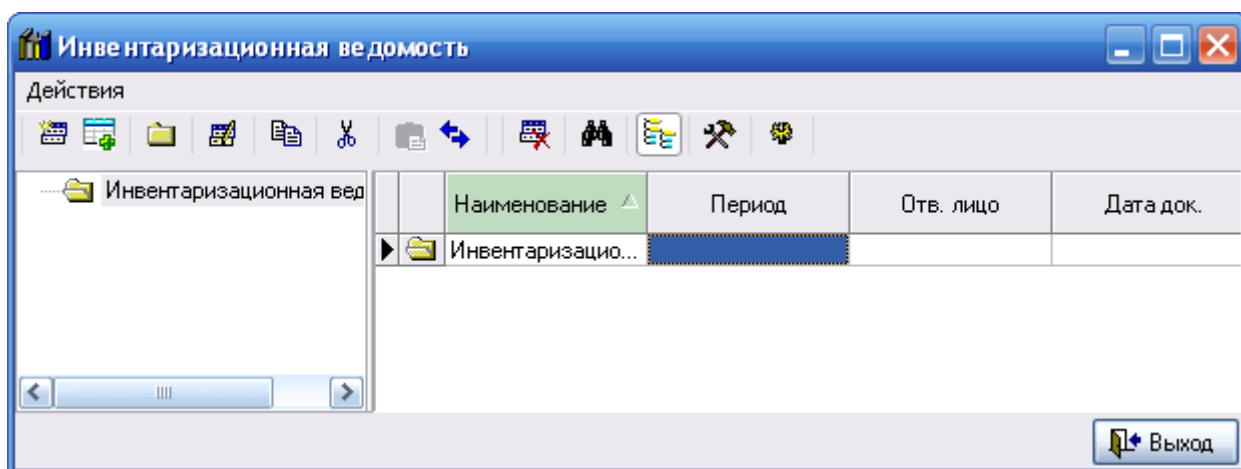 Инвентаризационная ведомость
Действия
Инвентаризационная вед
Наименование Период Отв. лицо Дата док.
Инвентаризацио...
Выход